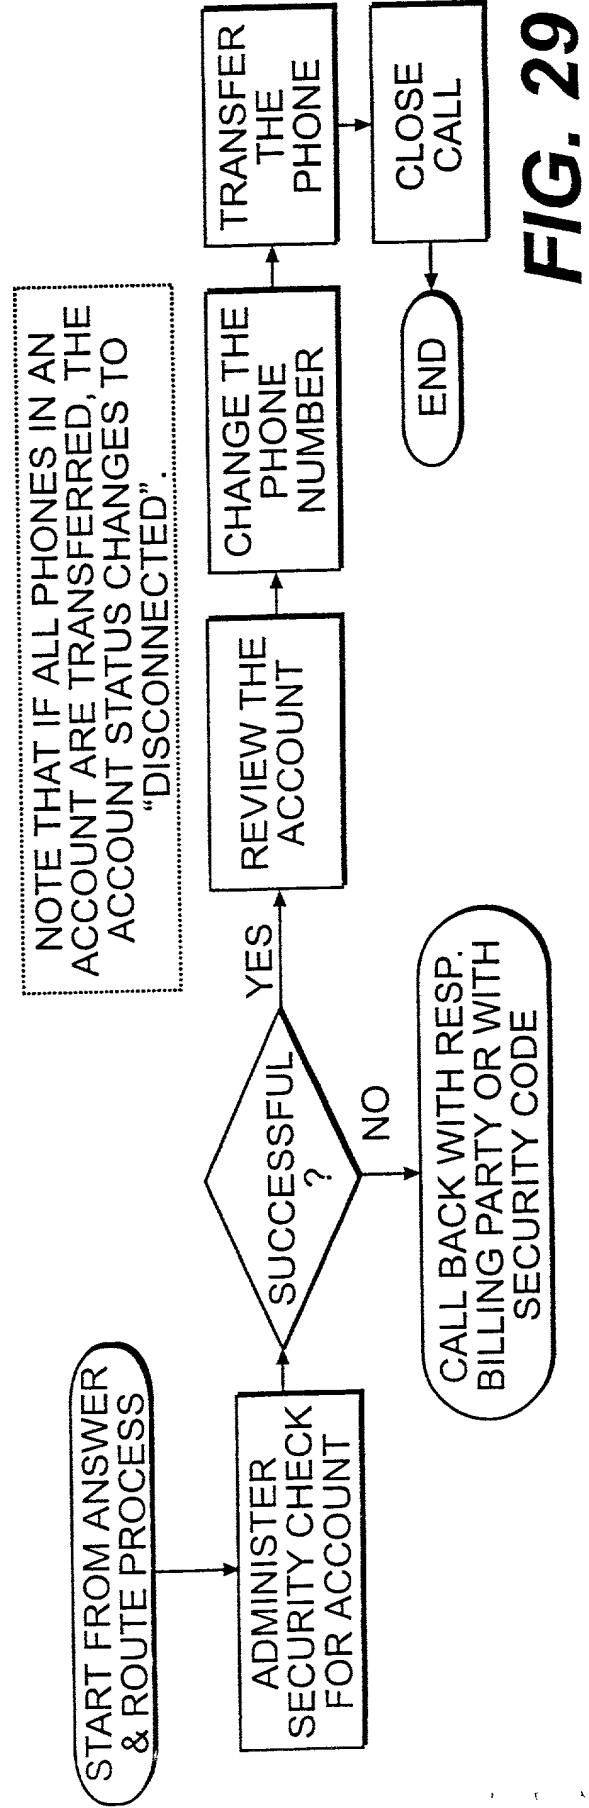 NOTE THAT IF ALL PHONES IN AN
ACCOUNT ARE TRANSFERRED, THE
ACCOUNT STATUS CHANGES TO
“DISCONNECTED”.
START FROM ANSWER
& ROUTE PROCESS
ADMINISTER
SECURITY CHECK
FOR ACCOUNT
SUCCESSFUL
?
YES
NO
CALL BACK WITH RESP.
BILLING PARTY OR WITH
SECURITY CODE
REVIEW THE
ACCOUNT
CHANGE THE
PHONE
NUMBER
TRANSFER
THE
PHONE
CLOSE
CALL
END
FIG. 29